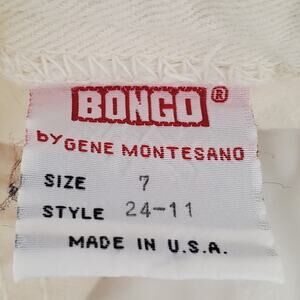 BONGO ®
by GENE MONTESANO
SIZE 7
STYLE 24-11
MADE IN U.S.A.